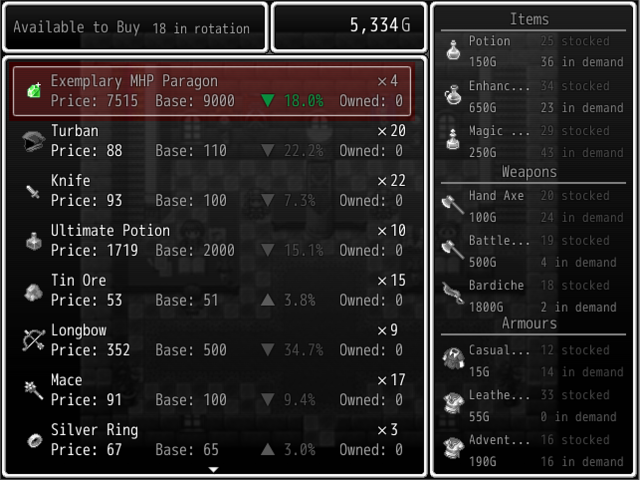 Available to Buy 18 in rotation
5,334G
Exemplary MHP Paragon ×4
Price: 7515 Base: 9000 ▼ 18.0% Owned: 0
Turban ×20
Price: 88 Base: 110 ▼ 22.2% Owned: 0
Knife ×22
Price: 93 Base: 100 ▼ 7.3% Owned: 0
Ultimate Potion ×10
Price: 1719 Base: 2000 ▼ 15.1% Owned: 0
Tin Ore ×15
Price: 53 Base: 51 ▲ 3.8% Owned: 0
Longbow ×9
Price: 352 Base: 500 ▼ 34.7% Owned: 0
Mace ×17
Price: 91 Base: 100 ▼ 9.4% Owned: 0
Silver Ring ×3
Price: 67 Base: 65 ▲ 3.0% Owned: 0
Items
Potion 25 stocked
150G 36 in demand
Enhanc... 34 stocked
650G 23 in demand
Magic ... 29 stocked
250G 43 in demand
Weapons
Hand Axe 20 stocked
100G 24 in demand
Battle... 19 stocked
500G 4 in demand
Bardiche 18 stocked
1800G 2 in demand
Armours
Casual... 12 stocked
15G 14 in demand
Leathe... 33 stocked
55G 0 in demand
Advent... 16 stocked
190G 16 in demand